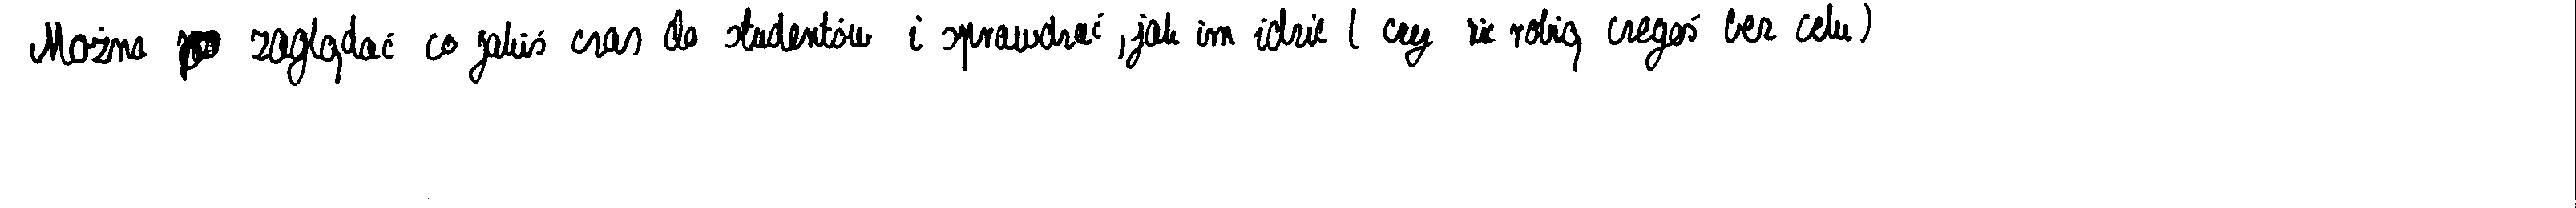 Można zaglądać co jakiś czas do studentów i sprawdzać, jak im idzie (czy nie robią czegoś bez celu)